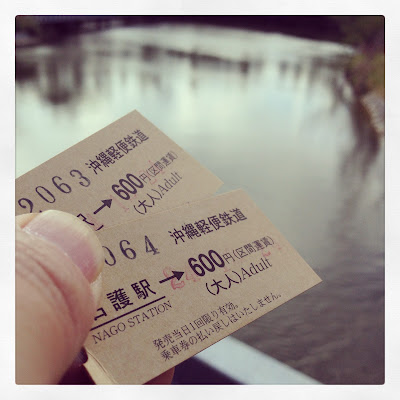 2063 沖縄軽便鉄道
→600円(区間運賃)
(大人)Adult
064 沖縄軽便鉄道
名護駅→600円(区間運賃)
NAGO STATION (大人)Adult
発売当日1回限り有効。
乗車券の払い戻しはいたしません。